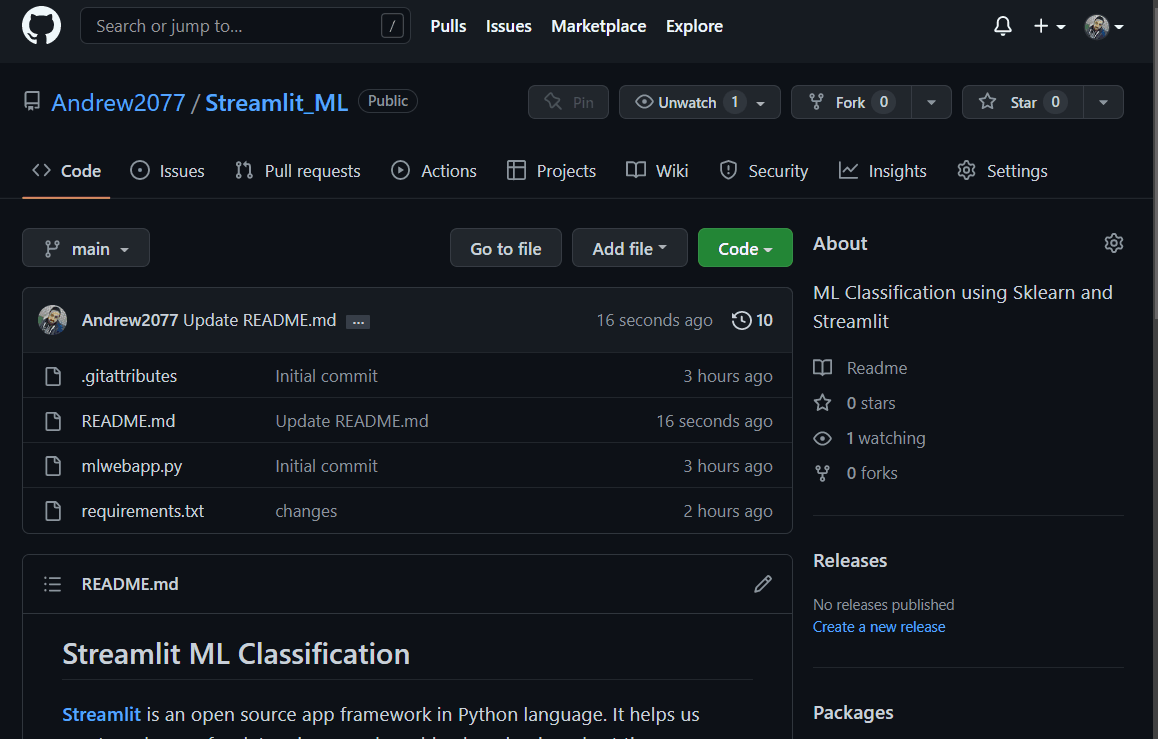 Search or jump to... / Pulls Issues Marketplace Explore
Andrew2077 / Streamlit_ML Public Pin Unwatch 1 Fork 0 Star 0
Code Issues Pull requests Actions Projects Wiki Security Insights Settings
main Go to file Add file Code
Andrew2077 Update README.md ... 16 seconds ago 10
.gitattributes Initial commit 3 hours ago
README.md Update README.md 16 seconds ago
mlwebapp.py Initial commit 3 hours ago
requirements.txt changes 2 hours ago
README.md
Streamlit ML Classification
Streamlit is an open source app framework in Python language. It helps us
About
ML Classification using Sklearn and
Streamlit
Readme
0 stars
1 watching
0 forks
Releases
No releases published
Create a new release
Packages